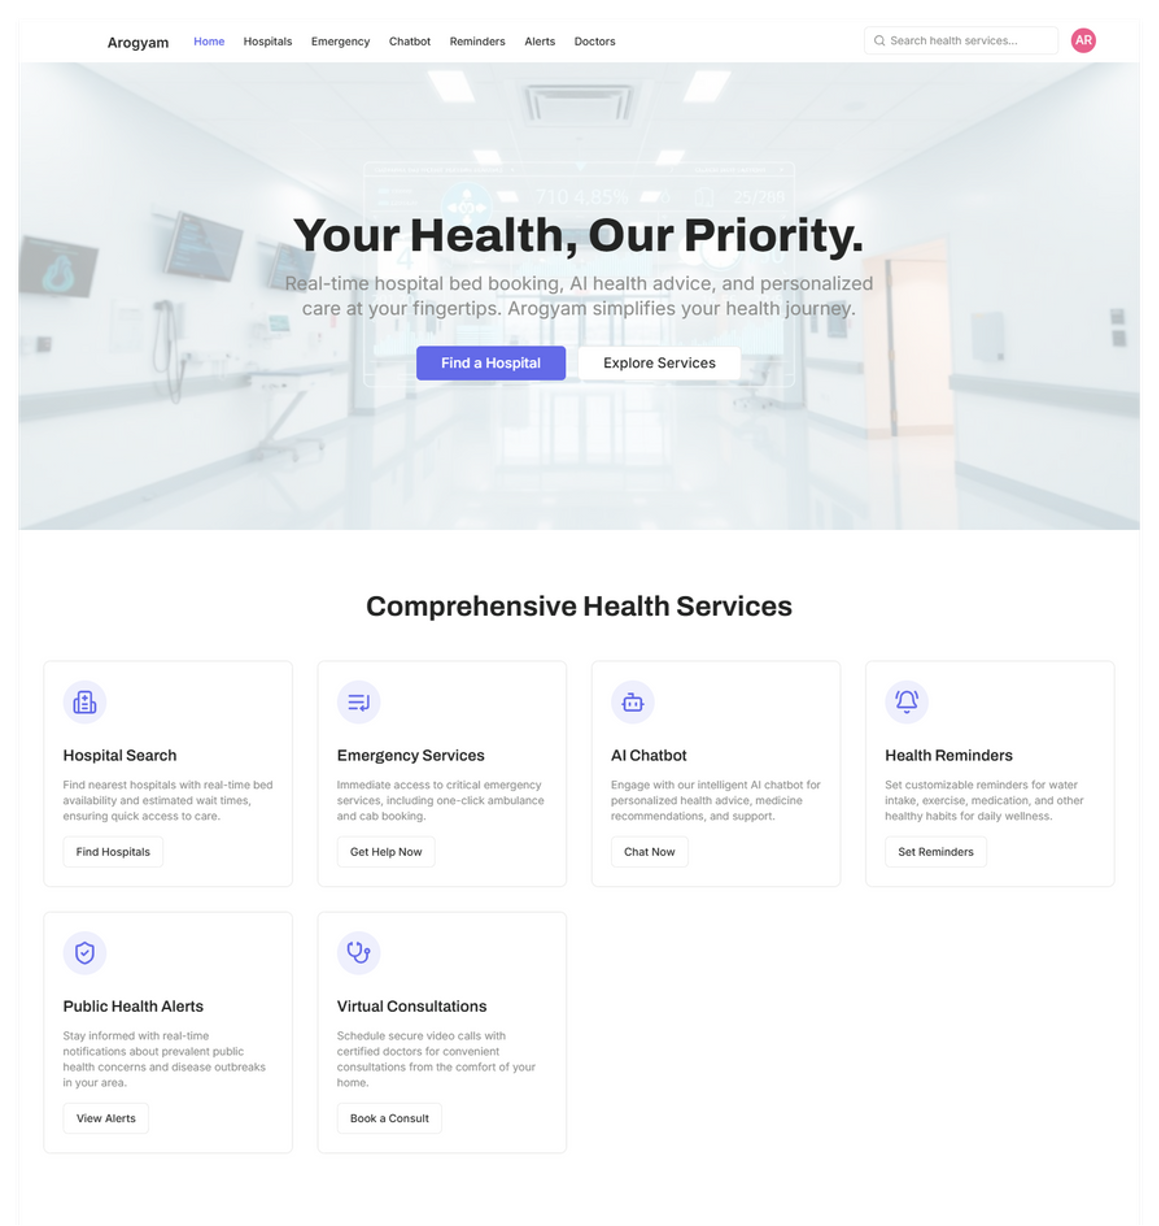 Arogyam Home Hospitals Emergency Chatbot Reminders Alerts Doctors Search health services... AR
710 4,85% 25/288
Your Health, Our Priority.
Real-time hospital bed booking, AI health advice, and personalized
care at your fingertips. Arogyam simplifies your health journey.
Find a Hospital Explore Services
Comprehensive Health Services
Hospital Search
Find nearest hospitals with real-time bed
availability and estimated wait times,
ensuring quick access to care.
Find Hospitals
Emergency Services
Immediate access to critical emergency
services, including one-click ambulance
and cab booking.
Get Help Now
AI Chatbot
Engage with our intelligent AI chatbot for
personalized health advice, medicine
recommendations, and support.
Chat Now
Health Reminders
Set customizable reminders for water
intake, exercise, medication, and other
healthy habits for daily wellness.
Set Reminders
Public Health Alerts
Stay informed with real-time
notifications about prevalent public
health concerns and disease outbreaks
in your area.
View Alerts
Virtual Consultations
Schedule secure video calls with
certified doctors for convenient
consultations from the comfort of your
home.
Book a Consult